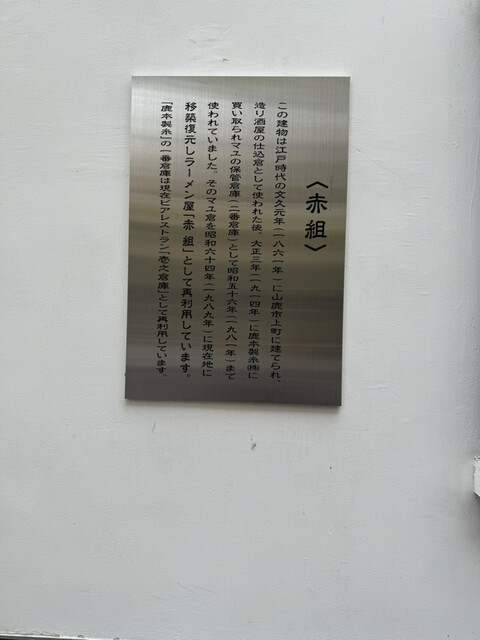 〈赤組〉
この建物は江戸時代の文久元年(一八六一年)に山鹿市上町に建てられ、
造り酒屋の仕込倉として使われた後、大正三年(一九一四年)に鹿本製糸㈱に
買い取られマユの保管倉庫(二番倉庫)として昭和五十六年(一九八一年)まで
使われていました。そのマユ倉を昭和六十四年(一九八九年)に現在地に
移築復元しラーメン屋「赤組」として再利用しています。
「鹿本製糸」の一番倉庫は現在ビアレストラン「壱之倉庫」として再利用しています。